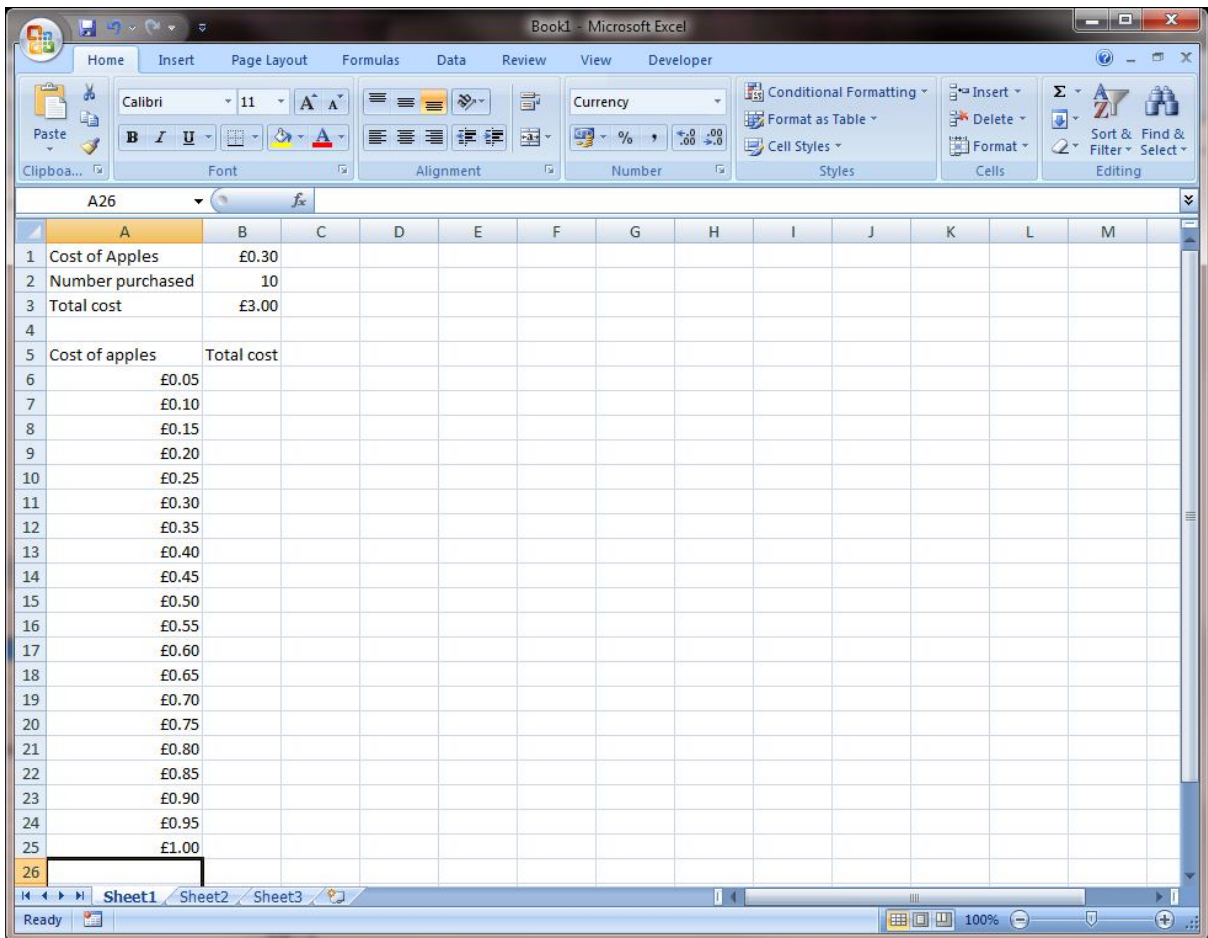 Book1 - Microsoft Excel
Home Insert Page Layout Formulas Data Review View Developer
Paste
Calibri 11
B I U
A A
A
Currency
% , .0 .00 .00 .0
Conditional Formatting
Format as Table
Cell Styles
Insert
Delete
Format
Σ
Sort & Filter
Find & Select
Clipboa... Font Alignment Number Styles Cells Editing
A26 fx
A B C D E F G H I J K L M
1 Cost of Apples £0.30
2 Number purchased 10
3 Total cost £3.00
4
5 Cost of apples Total cost
6 £0.05
7 £0.10
8 £0.15
9 £0.20
10 £0.25
11 £0.30
12 £0.35
13 £0.40
14 £0.45
15 £0.50
16 £0.55
17 £0.60
18 £0.65
19 £0.70
20 £0.75
21 £0.80
22 £0.85
23 £0.90
24 £0.95
25 £1.00
26
Sheet1 Sheet2 Sheet3
Ready 100%